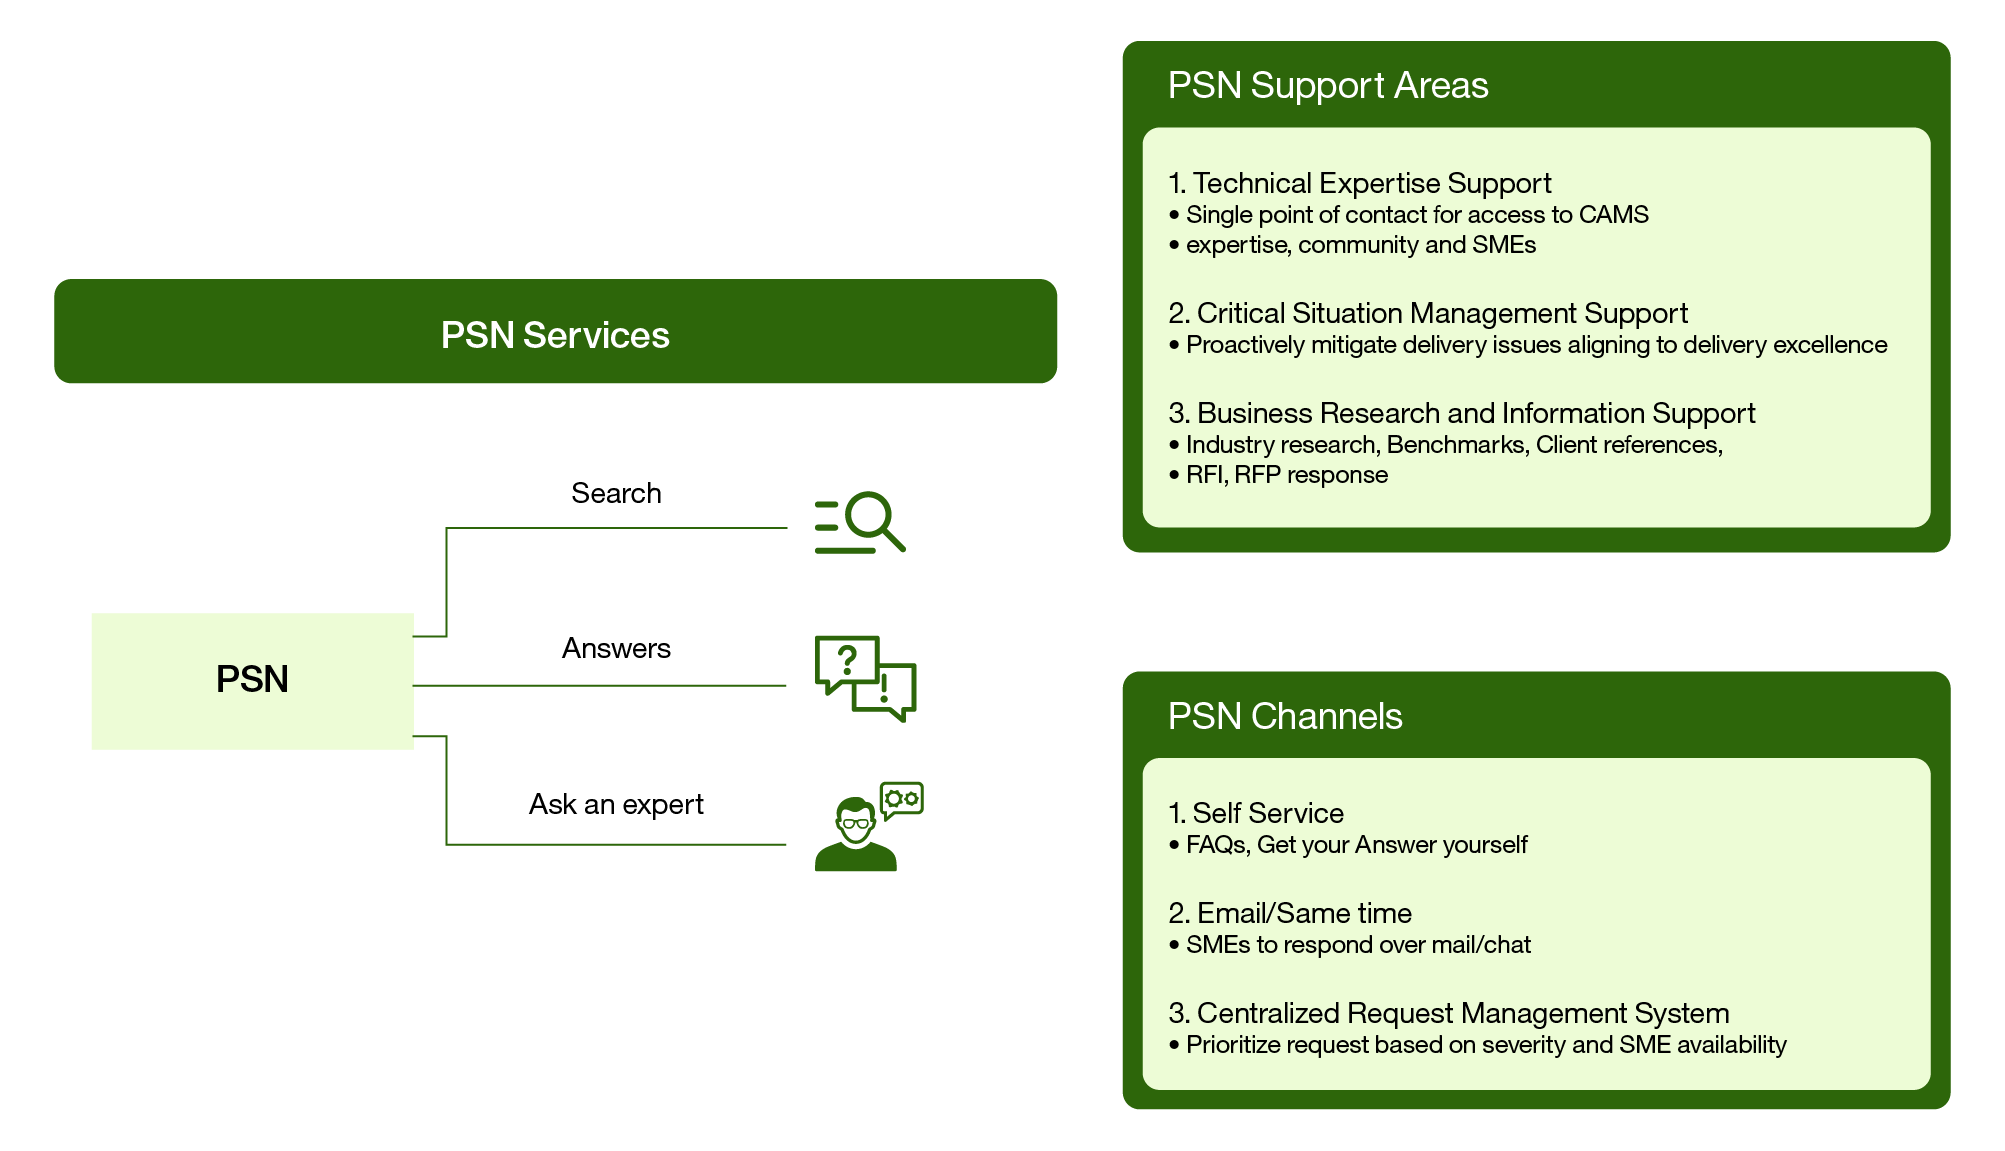 PSN Services
PSN
Search
Answers
Ask an expert
?
!
PSN Support Areas
1. Technical Expertise Support
• Single point of contact for access to CAMS
• expertise, community and SMEs
2. Critical Situation Management Support
• Proactively mitigate delivery issues aligning to delivery excellence
3. Business Research and Information Support
• Industry research, Benchmarks, Client references,
• RFI, RFP response
PSN Channels
1. Self Service
• FAQs, Get your Answer yourself
2. Email/Same time
• SMEs to respond over mail/chat
3. Centralized Request Management System
• Prioritize request based on severity and SME availability